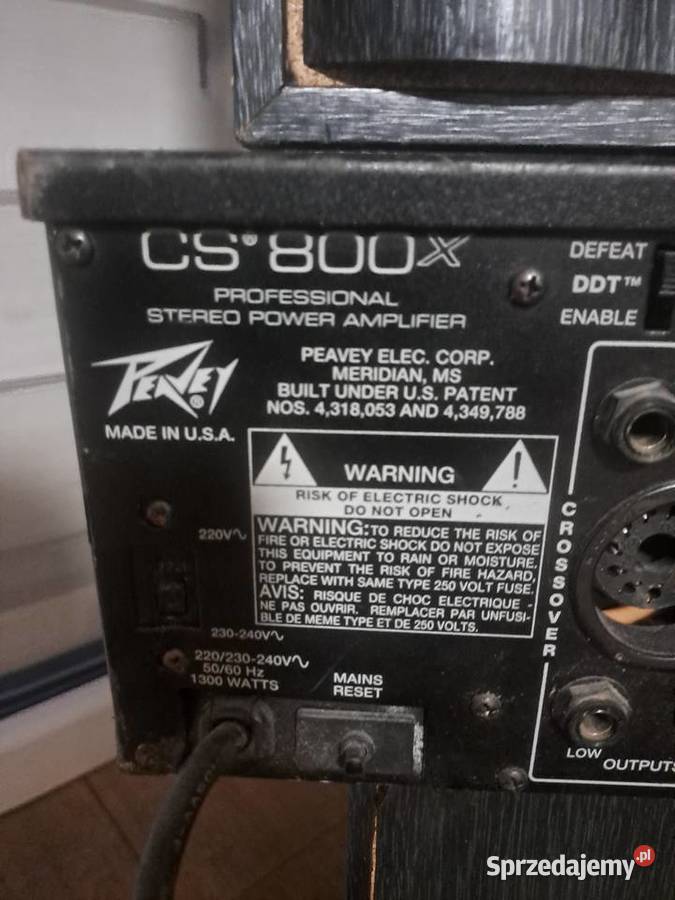 CS® 800X
PROFESSIONAL
STEREO POWER AMPLIFIER
DEFEAT
DDT™
ENABLE
PEAVEY®
MADE IN U.S.A.
PEAVEY ELEC. CORP.
MERIDIAN, MS
BUILT UNDER U.S. PATENT
NOS. 4,318,053 AND 4,349,788
WARNING
RISK OF ELECTRIC SHOCK
DO NOT OPEN
WARNING: TO REDUCE THE RISK OF
FIRE OR ELECTRIC SHOCK DO NOT EXPOSE
THIS EQUIPMENT TO RAIN OR MOISTURE.
TO PREVENT THE RISK OF FIRE HAZARD,
REPLACE WITH SAME TYPE 250 VOLT FUSE.
AVIS: RISQUE DE CHOC ELECTRIQUE -
NE PAS OUVRIR. REMPLACER PAR UNFUSI-
BLE DE MEME TYPE ET DE 250 VOLTS.
220V~
230-240V~
220/230-240V~
50/60 Hz
1300 WATTS
MAINS
RESET
CROSSOVER
LOW
OUTPUTS
Sprzedajemy.pl